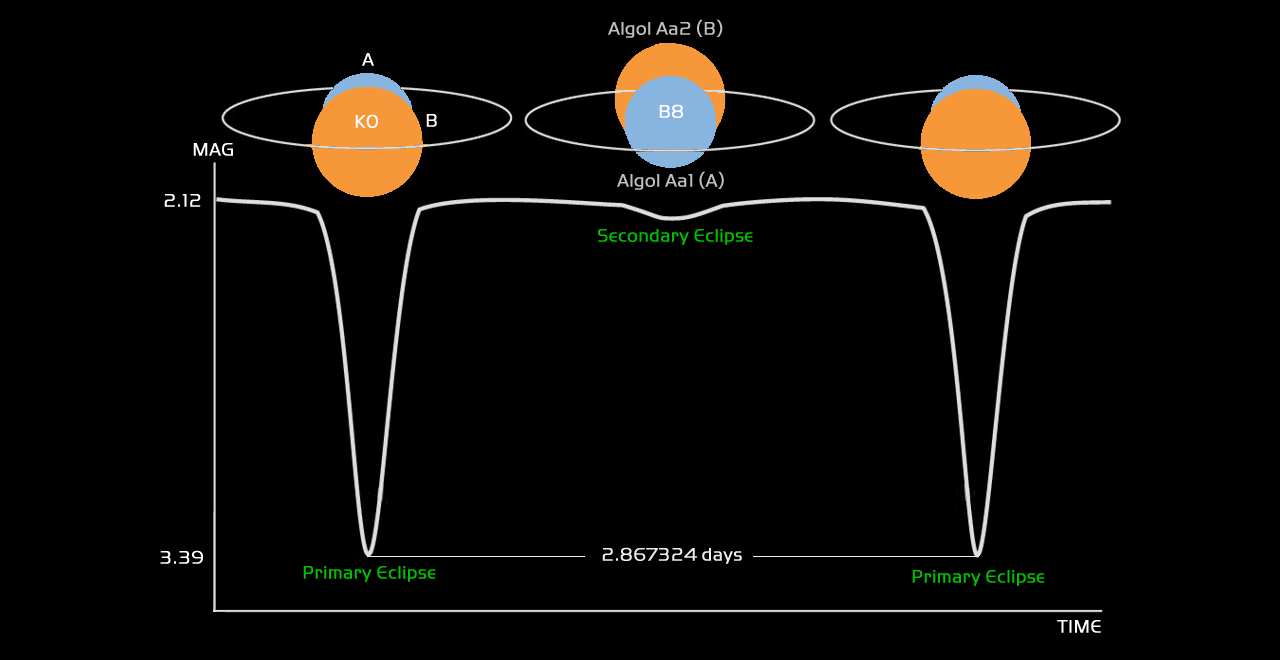 Algol Aa2 (B)
A
K0
B
B8
MAG
Algol Aa1 (A)
2.12
Secondary Eclipse
2.867324 days
3.39
Primary Eclipse
Primary Eclipse
TIME